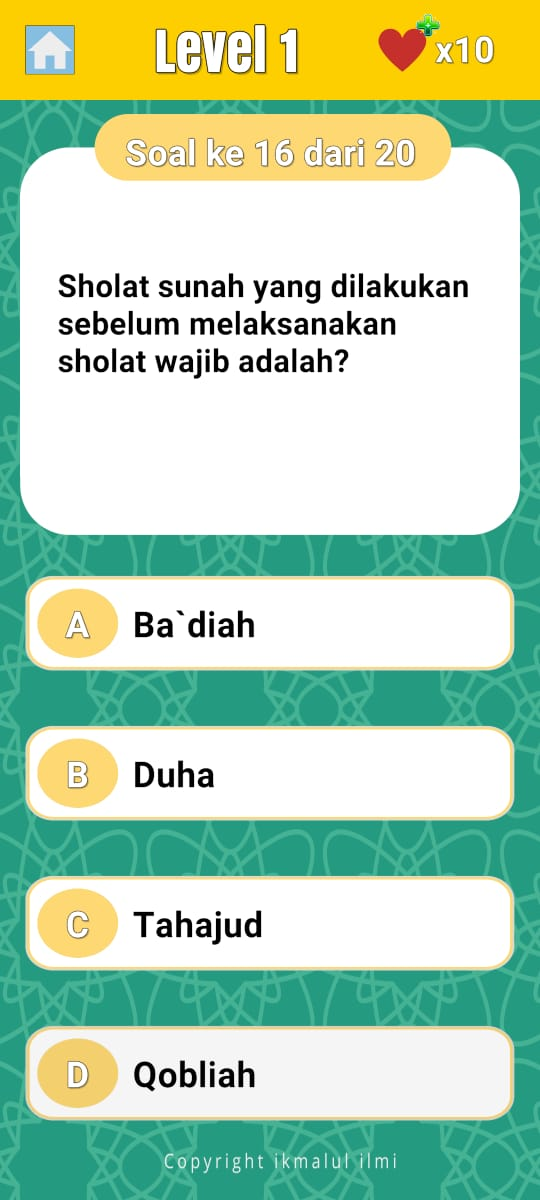 Level 1
x10
Soal ke 16 dari 20
Sholat sunah yang dilakukan
sebelum melaksanakan
sholat wajib adalah?
A Ba`diah
B Duha
C Tahajud
D Qobliah
Copyright ikmalul ilmi